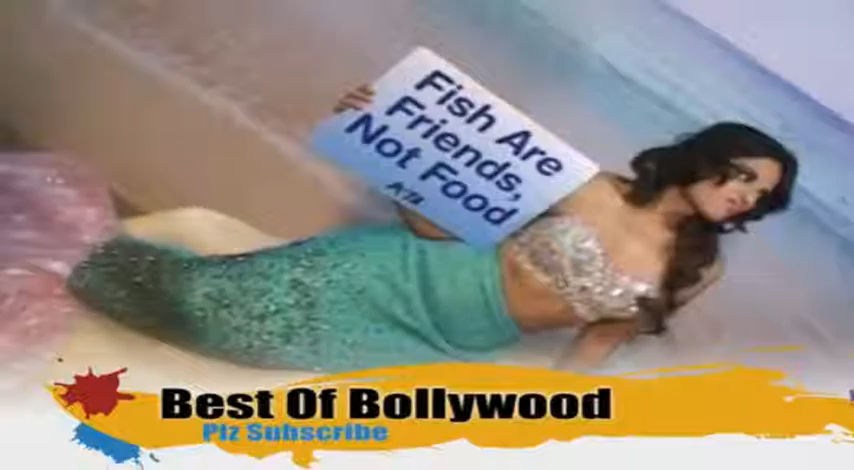 Fish Are
Friends,
Not Food
Best Of Bollywood
Plz Subscribe